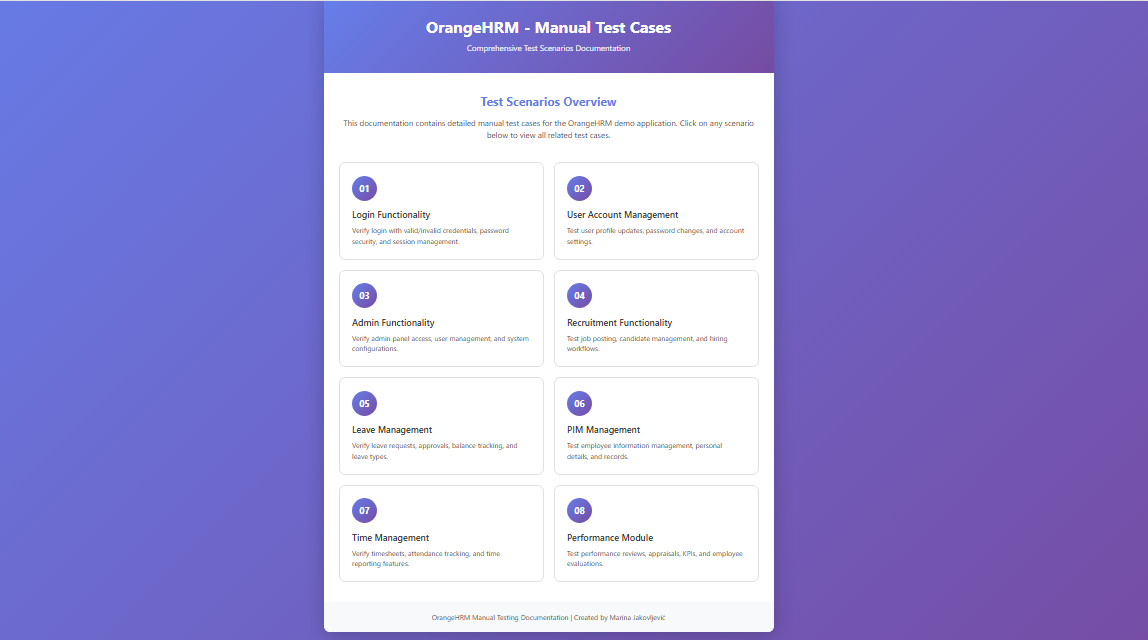 OrangeHRM - Manual Test Cases
Comprehensive Test Scenarios Documentation
Test Scenarios Overview
This documentation contains detailed manual test cases for the OrangeHRM demo application. Click on any scenario
below to view all related test cases.
01
Login Functionality
Verify login with valid/invalid credentials, password
security, and session management.
02
User Account Management
Test user profile updates, password changes, and account
settings.
03
Admin Functionality
Verify admin panel access, user management, and system
configurations.
04
Recruitment Functionality
Test job posting, candidate management, and hiring
workflows.
05
Leave Management
Verify leave requests, approvals, balance tracking, and
leave types.
06
PIM Management
Test employee information management, personal
details, and records.
07
Time Management
Verify timesheets, attendance tracking, and time
reporting features.
08
Performance Module
Test performance reviews, appraisals, KPIs, and employee
evaluations.
OrangeHRM Manual Testing Documentation | Created by Marina Jakovljević